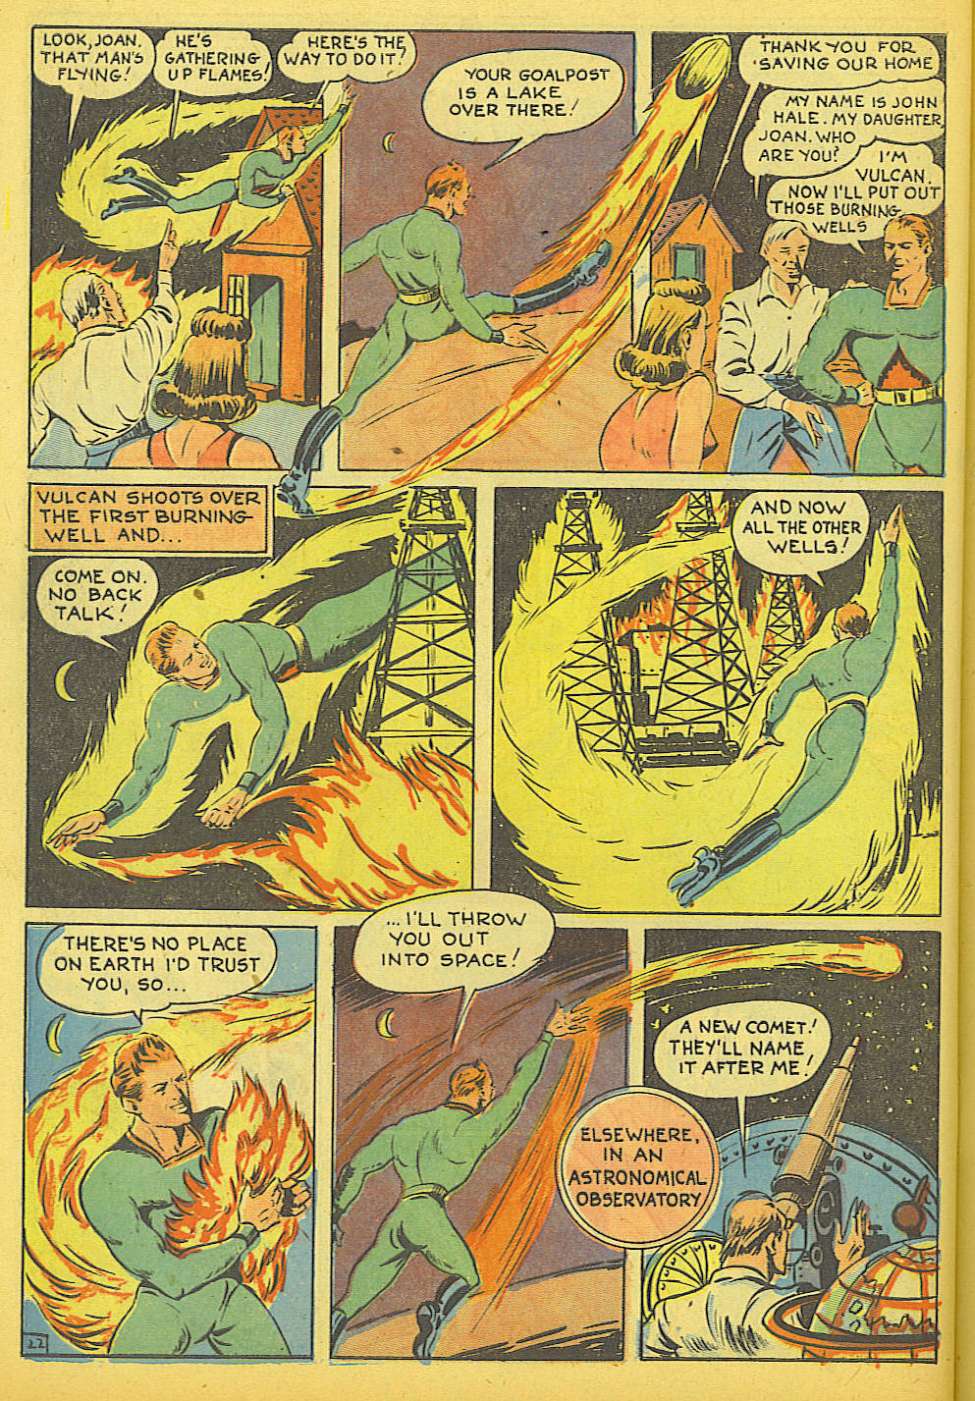 LOOK, JOAN.
THAT MAN'S
FLYING!
HE'S
GATHERING
UP FLAMES!
HERE'S THE
WAY TO DO IT!
YOUR GOALPOST
IS A LAKE
OVER THERE!
THANK YOU FOR
SAVING OUR HOME
MY NAME IS JOHN
HALE. MY DAUGHTER,
JOAN. WHO
ARE YOU?
I'M
VULCAN.
NOW I'LL PUT OUT
THOSE BURNING
WELLS
VULCAN SHOOTS OVER
THE FIRST BURNING
WELL AND...
COME ON.
NO BACK
TALK!
AND NOW
ALL THE OTHER
WELLS!
THERE'S NO PLACE
ON EARTH I'D TRUST
YOU, SO...
22
...I'LL THROW
YOU OUT
INTO SPACE!
ELSEWHERE,
IN AN
ASTRONOMICAL
OBSERVATORY
A NEW COMET!
THEY'LL NAME
IT AFTER ME!